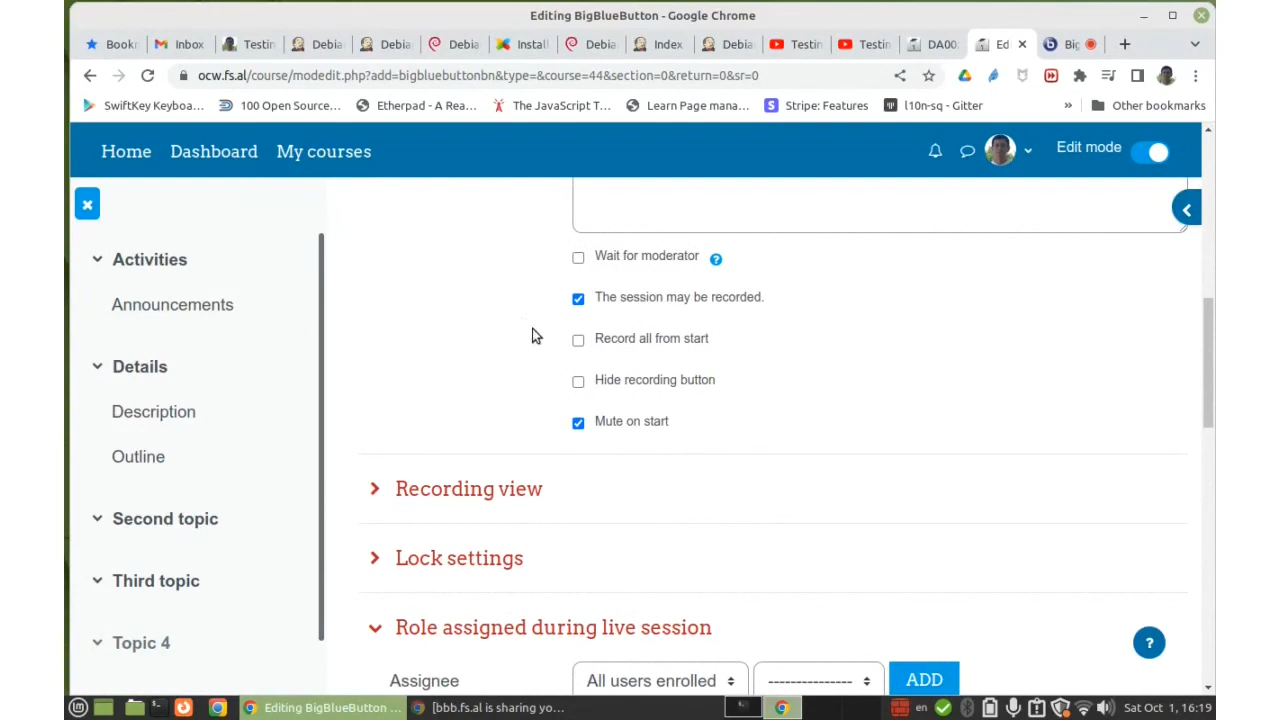 Editing BigBlueButton - Google Chrome
Bookr
Inbox
Testin
Debia
Debia
Debia
Install
Debia
Index
Debia
Testin
Testin
DA00
Ed
Big
ocw.fs.al/course/modedit.php?add=bigbluebuttonbn&type=&course=44&section=0&return=0&sr=0
SwiftKey Keyboa...
100 Open Source...
Etherpad - A Rea...
The JavaScript T...
Learn Page mana...
Stripe: Features
l10n-sq - Gitter
»
Other bookmarks
Home
Dashboard
My courses
Edit mode
Activities
Announcements
Details
Description
Outline
Second topic
Third topic
Topic 4
Wait for moderator
The session may be recorded.
Record all from start
Hide recording button
Mute on start
Recording view
Lock settings
Role assigned during live session
Assignee
All users enrolled
---------------
ADD
?
Editing BigBlueButton ...
[bbb.fs.al is sharing yo...
en
Sat Oct 1, 16:19